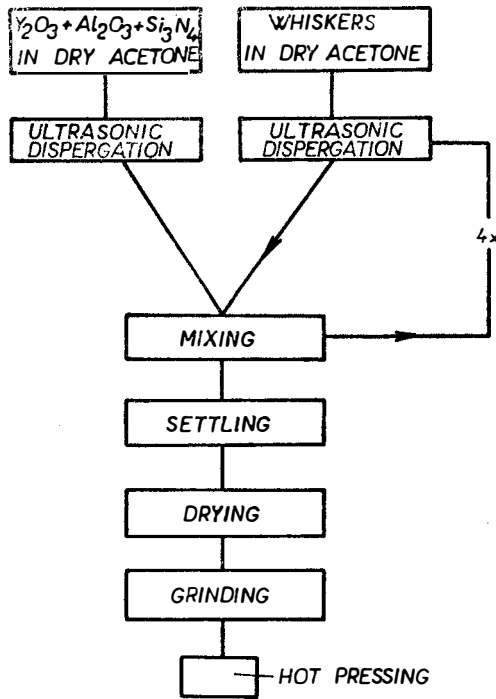 Y₂O₃ + Al₂O₃ + Si₃N₄
IN DRY ACETONE
WHISKERS
IN DRY ACETONE
ULTRASONIC
DISPERGATION
ULTRASONIC
DISPERGATION
4x
MIXING
SETTLING
DRYING
GRINDING
HOT PRESSING